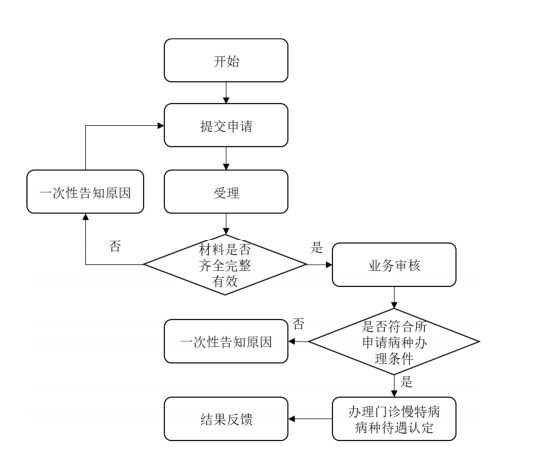 开始
提交申请
一次性告知原因
受理
否
材料是否
齐全完整
有效
是
业务审核
一次性告知原因
否
是否符合所
申请病种办
理条件
是
结果反馈
办理门诊慢特病
病种待遇认定